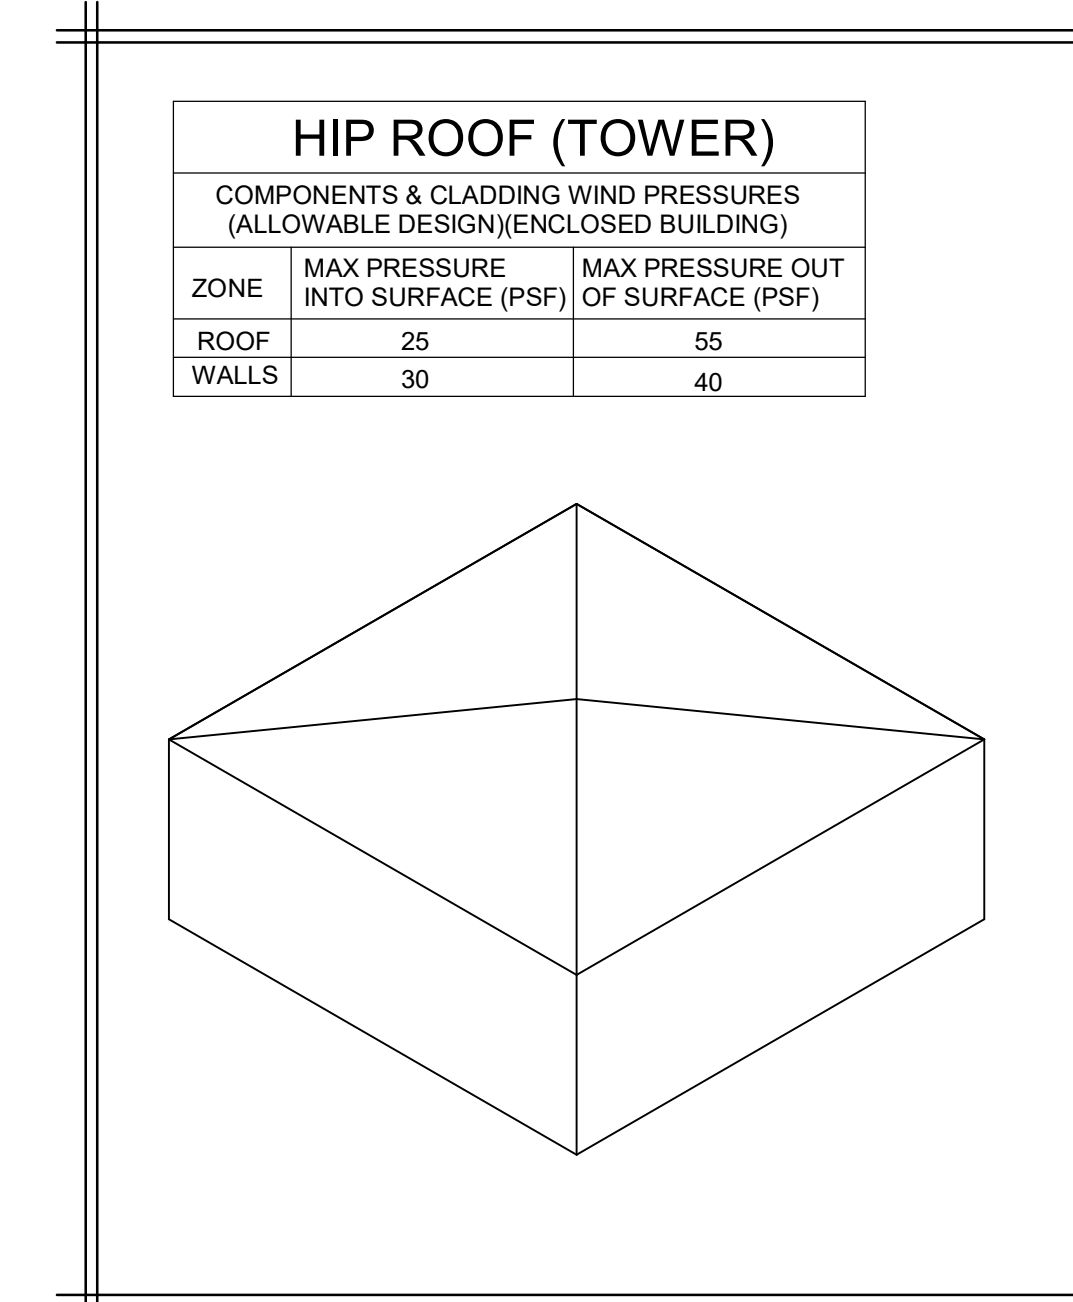 HIP ROOF (TOWER)
COMPONENTS & CLADDING WIND PRESSURES
(ALLOWABLE DESIGN)(ENCLOSED BUILDING)
ZONE
MAX PRESSURE
INTO SURFACE (PSF)
MAX PRESSURE OUT
OF SURFACE (PSF)
ROOF 25 55
WALLS 30 40